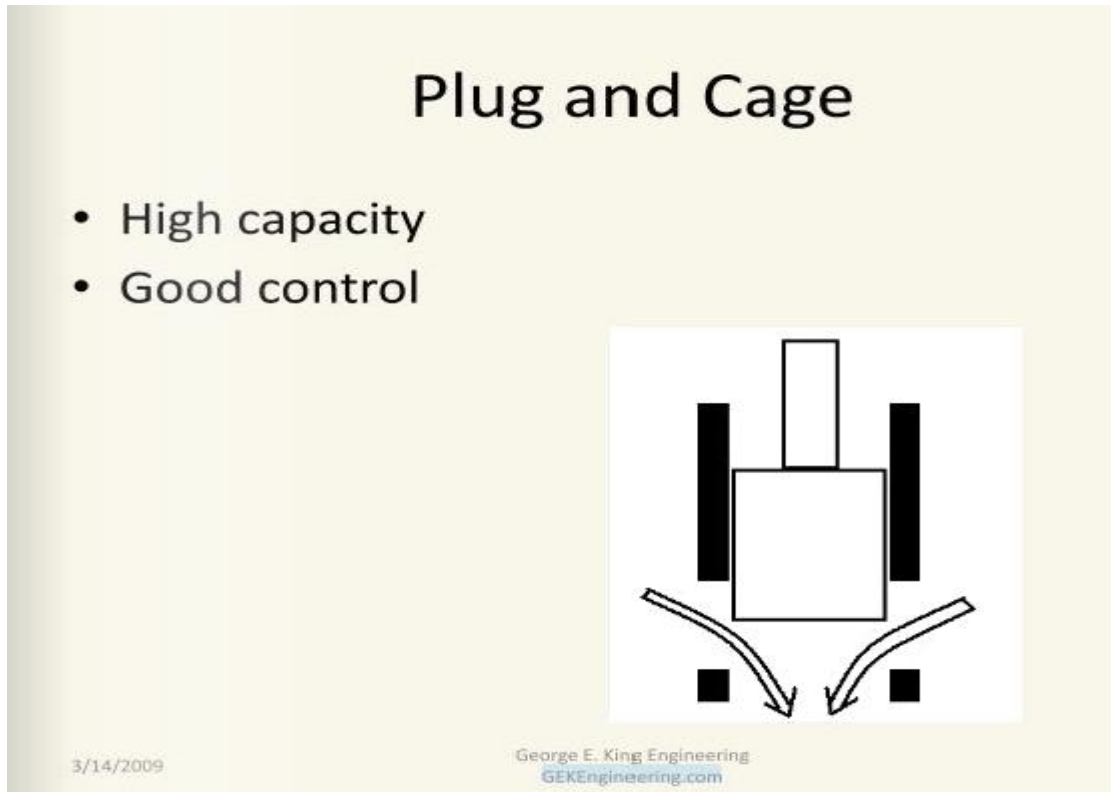 Plug and Cage
• High capacity
• Good control
3/14/2009
George E. King Engineering
GEKEngineering.com